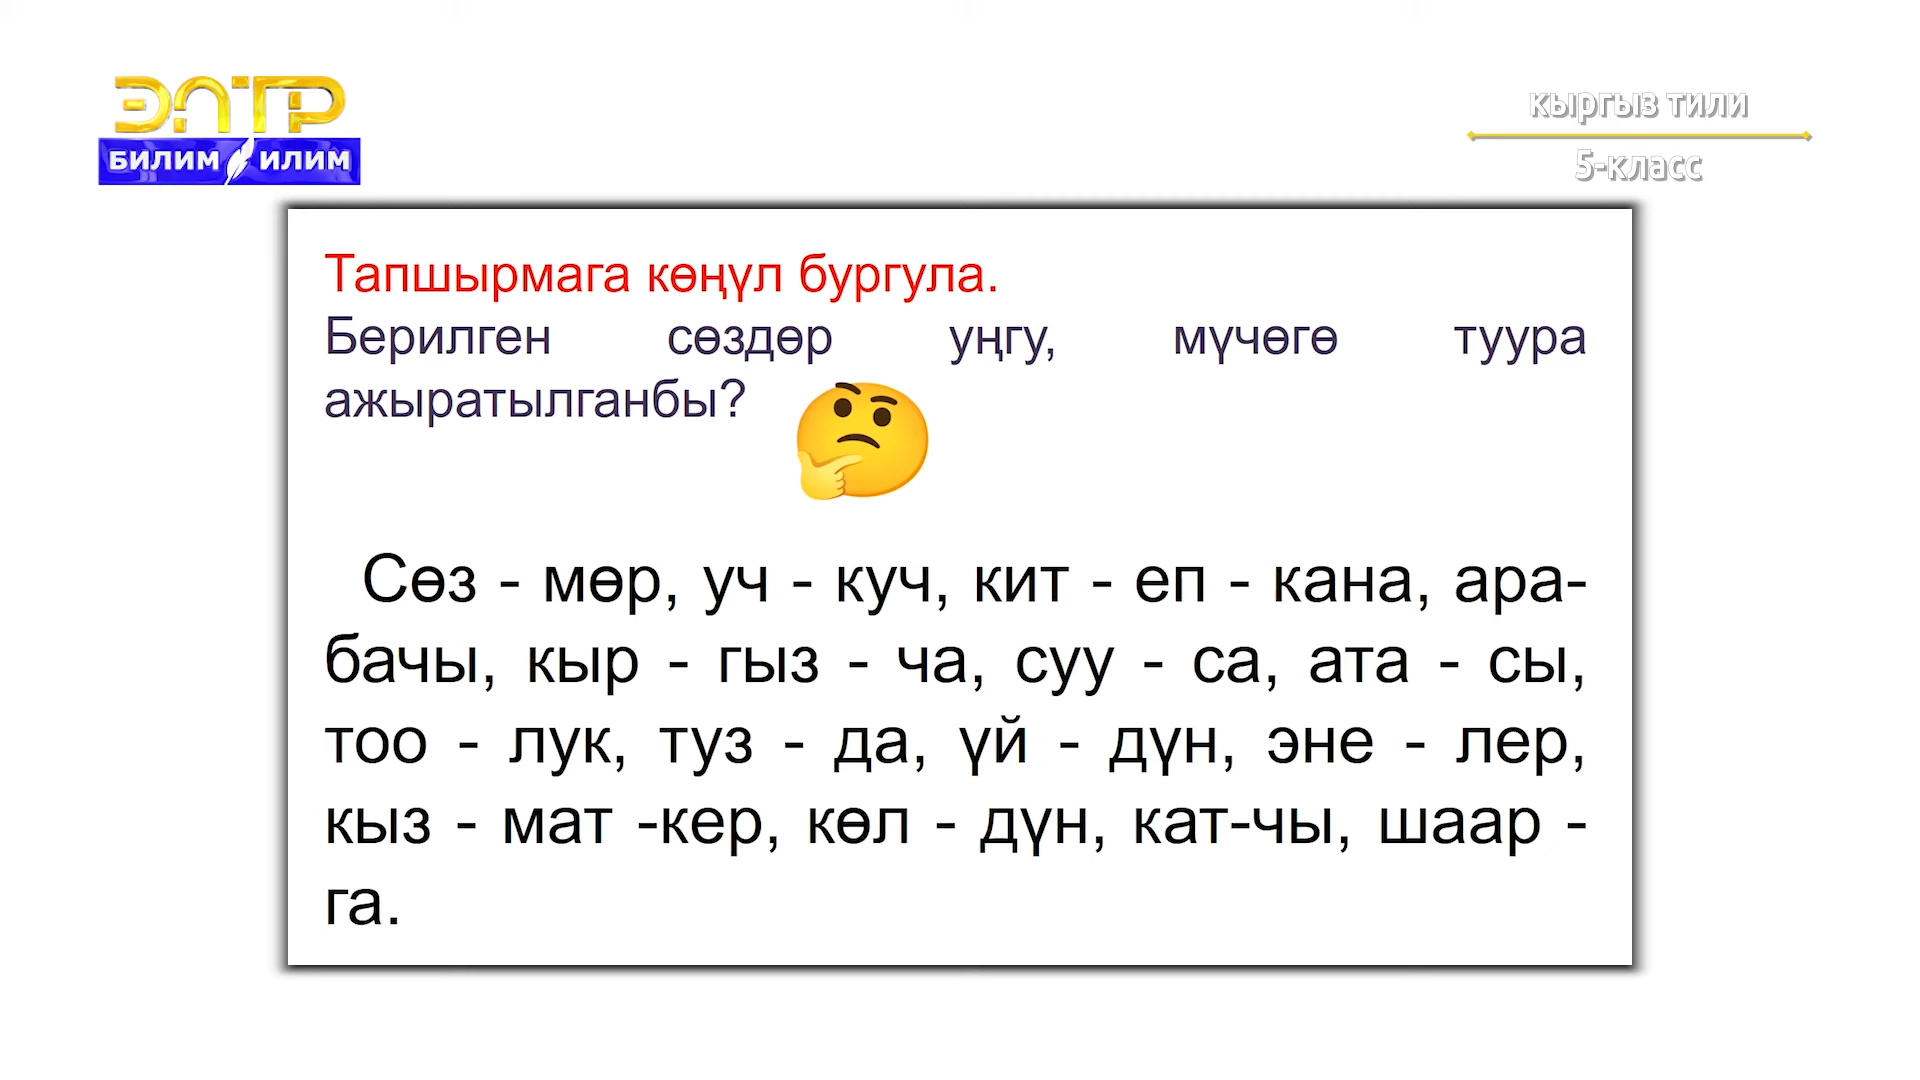 ЭЛТР
БИЛИМ ИЛИМ
кыргыз тили
5-класс
Тапшырмага көңүл бургула.
Берилген сөздөр уңгу, мүчөгө туура
ажыратылганбы?
Сөз - мөр, уч - куч, кит - еп - кана, ара-
бачы, кыр - гыз - ча, суу - са, ата - сы,
тоо - лук, туз - да, үй - дүн, эне - лер,
кыз - мат -кер, көл - дүн, кат-чы, шаар -
га.